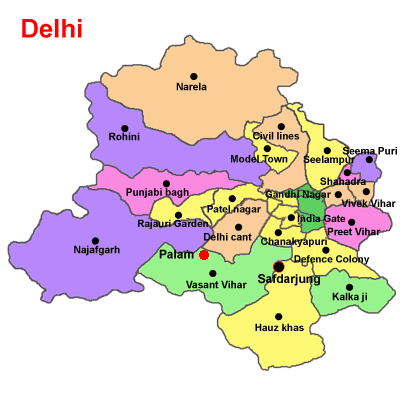 Delhi
Narela
Rohini
Civil lines
Model Town
Seelampur
Seema Puri
Shahadra
Punjabi bagh
Gandhi Nagar
Vivek Vihar
Patel nagar
Rajauri Garden
India Gate
Delhi cant
Preet Vihar
Chanakyapuri
Najafgarh
Palam
Defence Colony
Safdarjung
Vasant Vihar
Kalka ji
Hauz khas